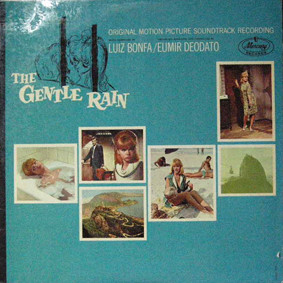 ORIGINAL MOTION PICTURE SOUNDTRACK RECORDING
LUIZ BONFA/EUMIR DEODATO
Mercury
THE
GENTLE RAIN